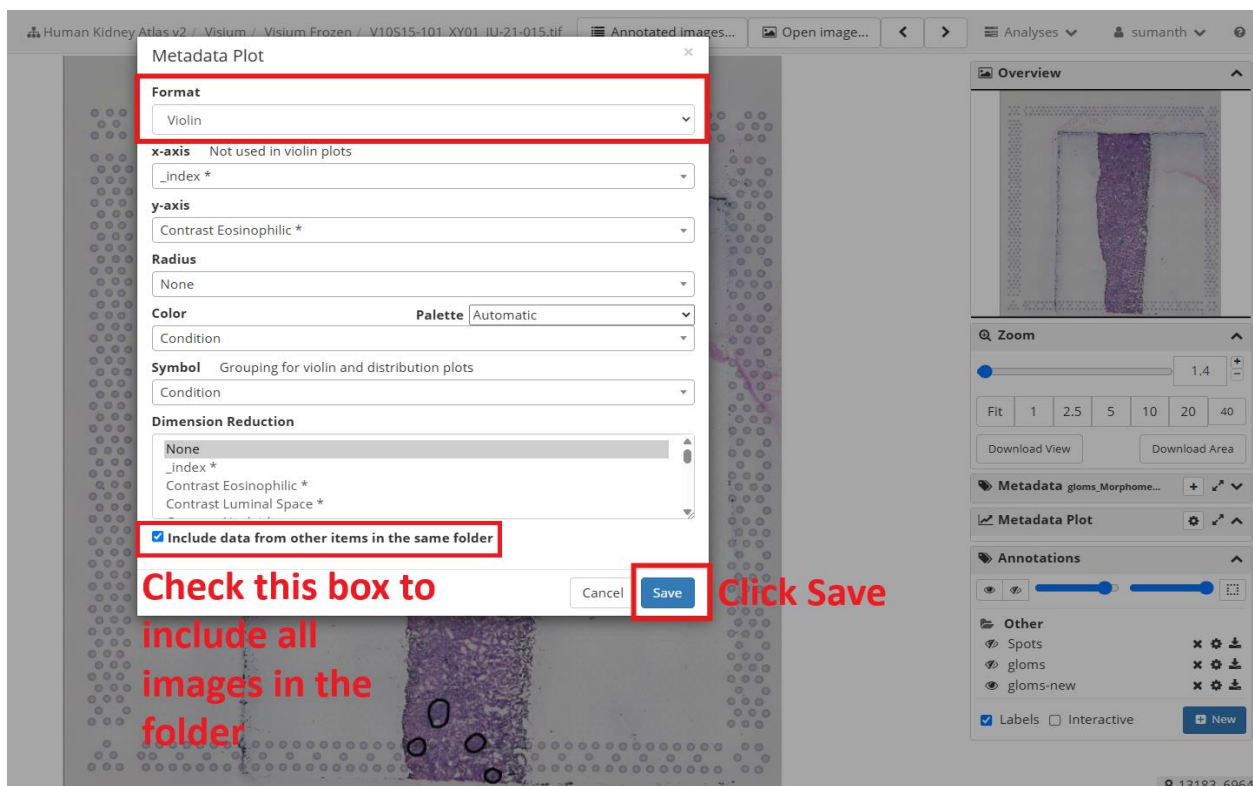 Human Kidney Atlas v2 / Visium / Visium Frozen / V10S15-101_XY01_IU-21-015.tif
Annotated images...
Open image...
Analyses
sumanth
Metadata Plot
×
Format
Violin
x-axis Not used in violin plots
_index *
y-axis
Contrast Eosinophilic *
Radius
None
Color Palette Automatic
Condition
Symbol Grouping for violin and distribution plots
Condition
Dimension Reduction
None
_index *
Contrast Eosinophilic *
Contrast Luminal Space *
Include data from other items in the same folder
Cancel Save
Check this box to
include all
images in the
folder
Click Save
Overview
Zoom
1.4
Fit 1 2.5 5 10 20 40
Download View Download Area
Metadata gloms_Morphome...
Metadata Plot
Annotations
Other
Spots
gloms
gloms-new
Labels Interactive New
13183, 6964